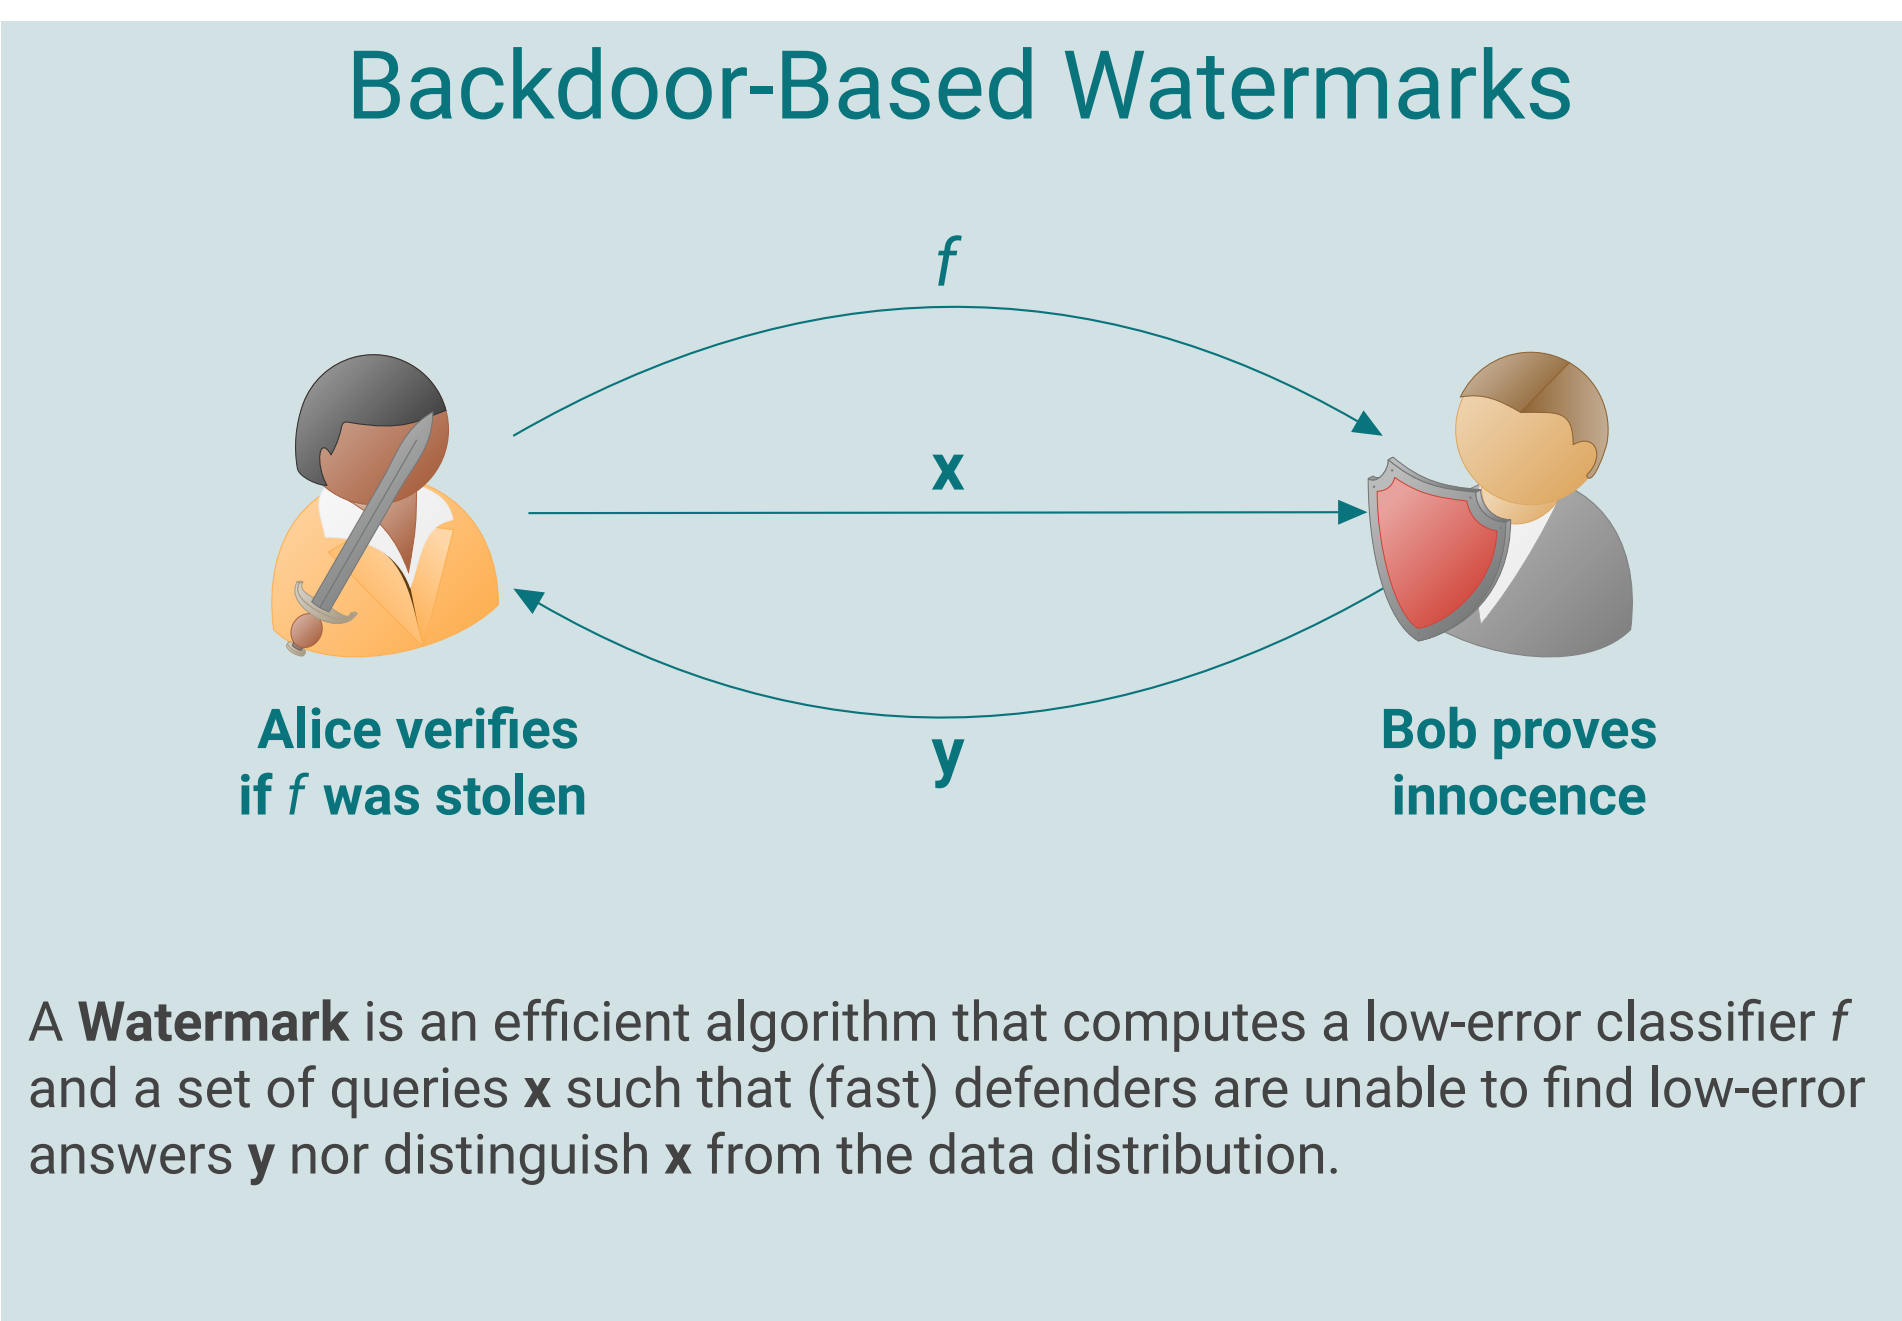 Backdoor-Based Watermarks
f
x
y
Alice verifies
if f was stolen
Bob proves
innocence
A Watermark is an efficient algorithm that computes a low-error classifier f
and a set of queries x such that (fast) defenders are unable to find low-error
answers y nor distinguish x from the data distribution.